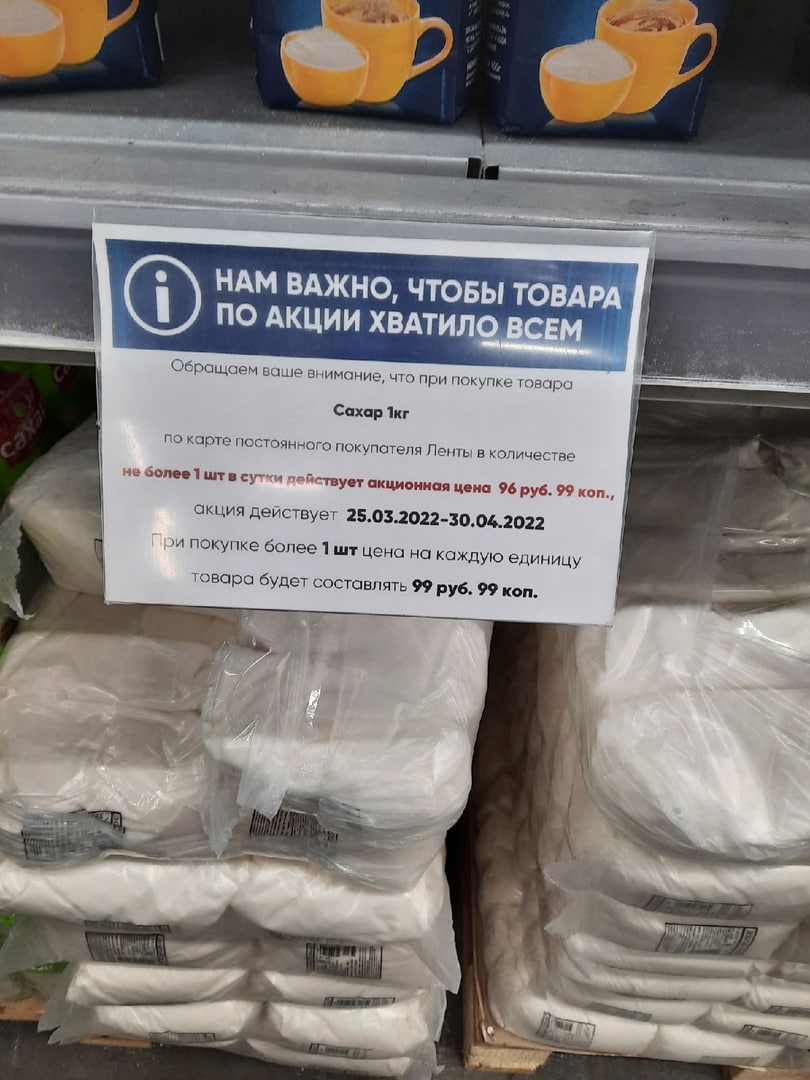 НАМ ВАЖНО, ЧТОБЫ ТОВАРА
ПО АКЦИИ ХВАТИЛО ВСЕМ
Обращаем ваше внимание, что при покупке товара
Сахар 1кг
по карте постоянного покупателя Ленты в количестве
не более 1 шт в сутки действует акционная цена 96 руб. 99 коп.,
акция действует 25.03.2022-30.04.2022
При покупке более 1 шт цена на каждую единицу
товара будет составлять 99 руб. 99 коп.
Сахар